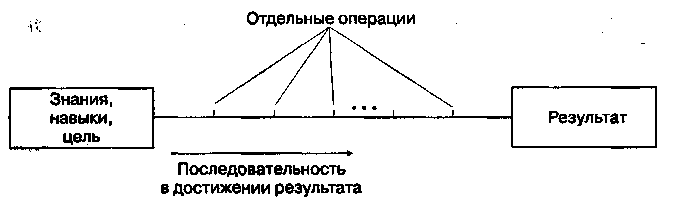 Отдельные операции
Знания,
навыки,
цель
...
Результат
Последовательность
в достижении результата